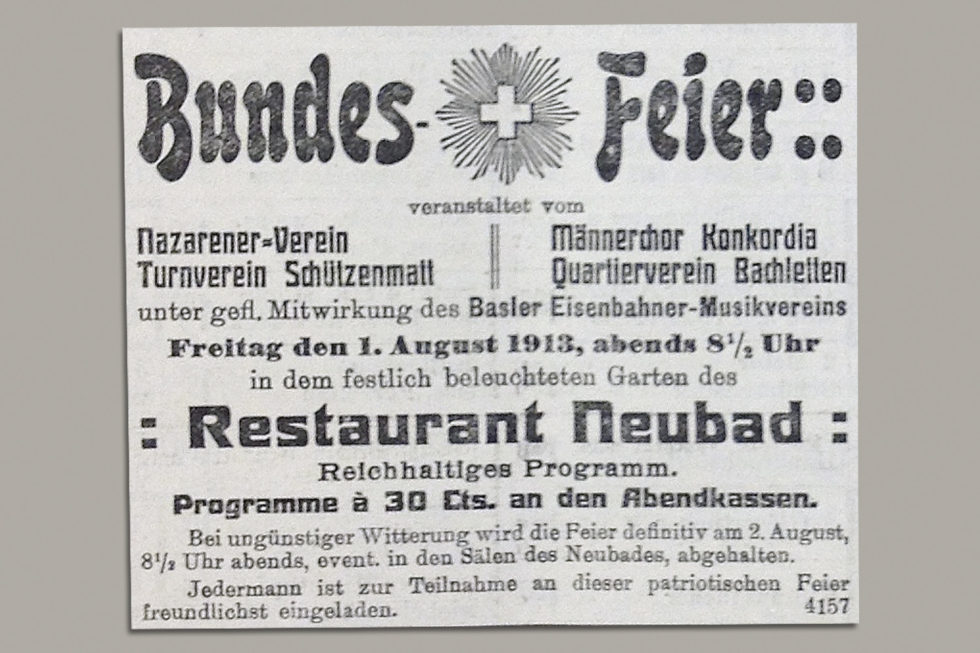 Bundes- Feier ::
veranstaltet vom
Nazarener-Verein Männerchor Konkordia
Turnverein Schützenmatt Quartierverein Bachletten
unter gefl. Mitwirkung des Basler Eisenbahner-Musikvereins
Freitag den 1. August 1913, abends 8½ Uhr
in dem festlich beleuchteten Garten des
: Restaurant Neubad :
Reichhaltiges Programm.
Programme à 30 Cts. an den Abendkassen.
Bei ungünstiger Witterung wird die Feier definitiv am 2. August,
8½ Uhr abends, event. in den Sälen des Neubades, abgehalten.
Jedermann ist zur Teilnahme an dieser patriotischen Feier
freundlichst eingeladen. 4157